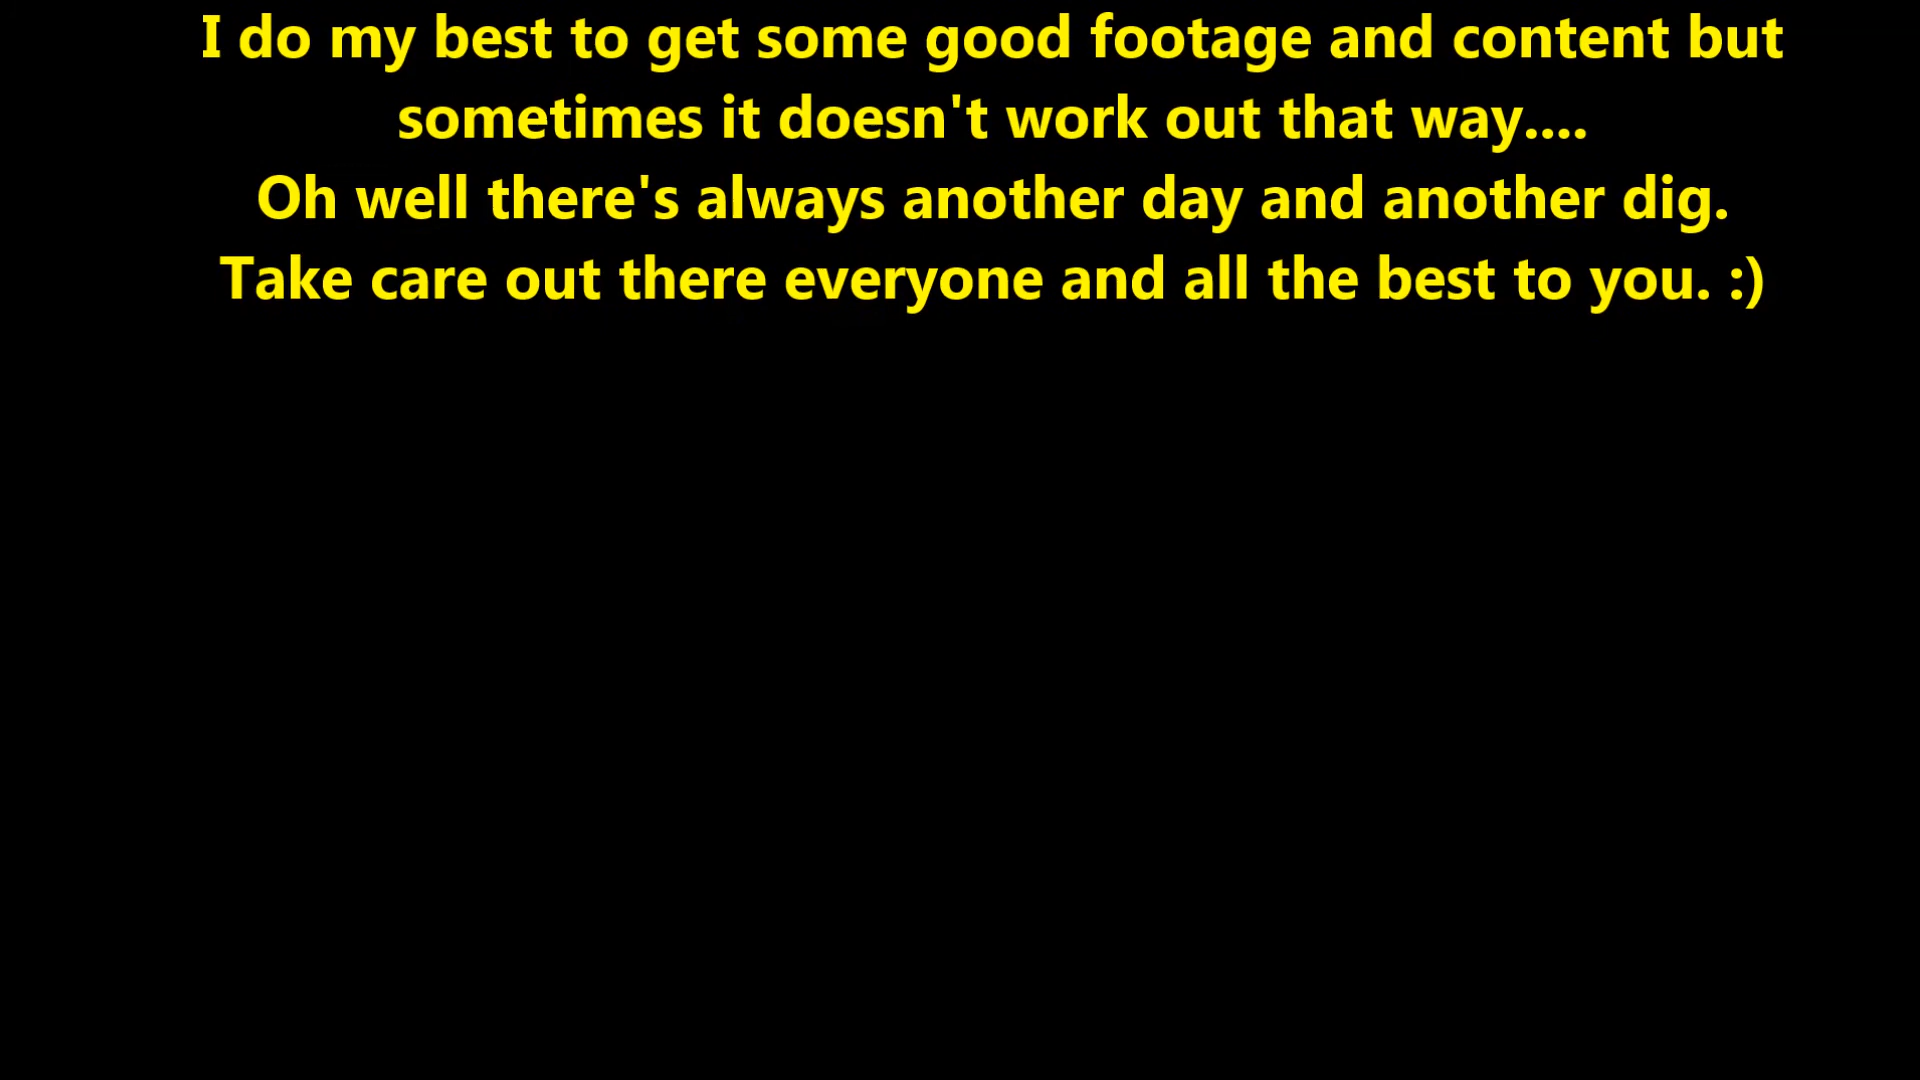 I do my best to get some good footage and content but
sometimes it doesn't work out that way....
Oh well there's always another day and another dig.
Take care out there everyone and all the best to you. :)